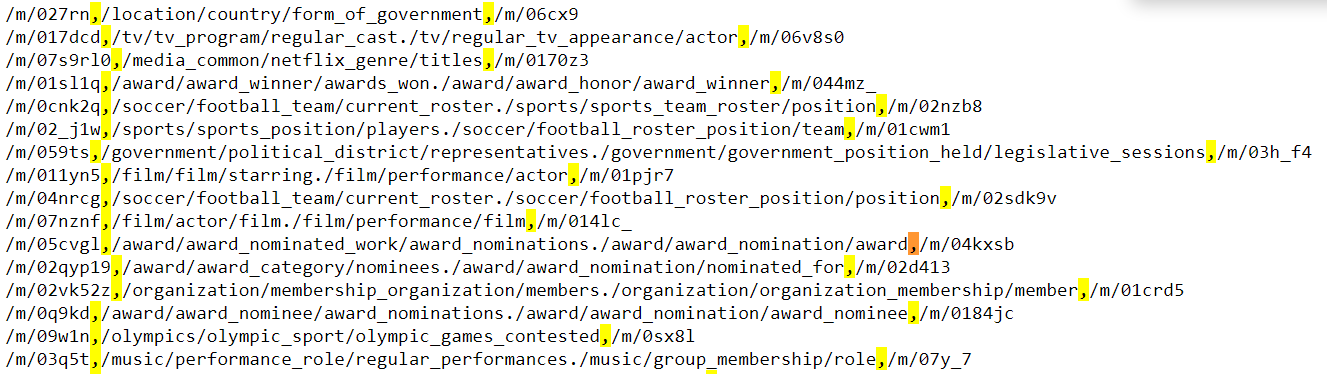 /m/027rn,/location/country/form_of_government,/m/06cx9
/m/017dcd,/tv/tv_program/regular_cast./tv/regular_tv_appearance/actor,/m/06v8s0
/m/07s9rl0,/media_common/netflix_genre/titles,/m/0170z3
/m/01sl1q,/award/award_winner/awards_won./award/award_honor/award_winner,/m/044mz_
/m/0cnk2q,/soccer/football_team/current_roster./sports/sports_team_roster/position,/m/02nzb8
/m/02_j1w,/sports/sports_position/players./soccer/football_roster_position/team,/m/01cwm1
/m/059ts,/government/political_district/representatives./government/government_position_held/legislative_sessions,/m/03h_f4
/m/011yn5,/film/film/starring./film/performance/actor,/m/01pjr7
/m/04nrcg,/soccer/football_team/current_roster./soccer/football_roster_position/position,/m/02sdk9v
/m/07nznf,/film/actor/film./film/performance/film,/m/014lc_
/m/05cvgl,/award/award_nominated_work/award_nominations./award/award_nomination/award,/m/04kxsb
/m/02qyp19,/award/award_category/nominees./award/award_nomination/nominated_for,/m/02d413
/m/02vk52z,/organization/membership_organization/members./organization/organization_membership/member,/m/01crd5
/m/0q9kd,/award/award_nominee/award_nominations./award/award_nomination/award_nominee,/m/0184jc
/m/09w1n,/olympics/olympic_sport/olympic_games_contested,/m/0sx8l
/m/03q5t,/music/performance_role/regular_performances./music/group_membership/role,/m/07y_7